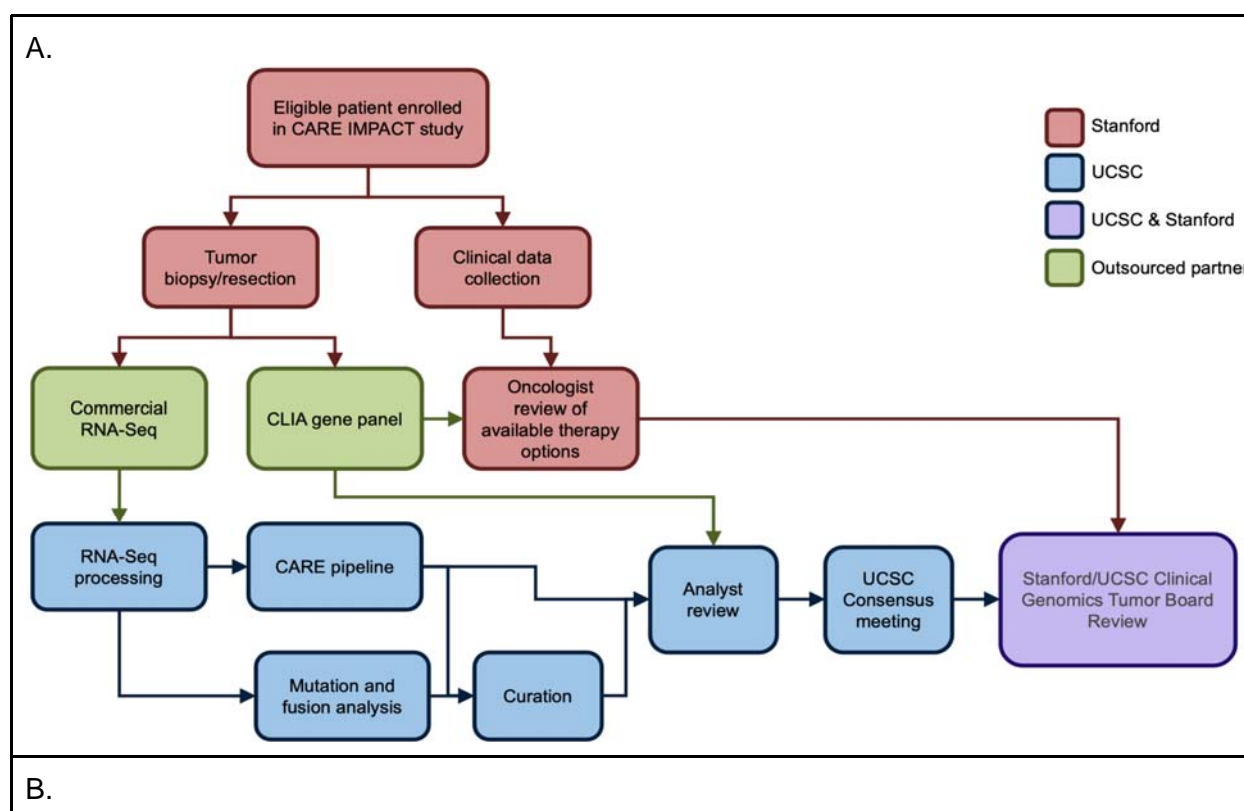 A.
Eligible patient enrolled
in CARE IMPACT study
Stanford
UCSC
UCSC & Stanford
Outsourced partner
Tumor
biopsy/resection
Clinical data
collection
Commercial
RNA-Seq
CLIA gene panel
Oncologist
review of
available therapy
options
RNA-Seq
processing
CARE pipeline
Analyst
review
UCSC
Consensus
meeting
Stanford/UCSC Clinical
Genomics Tumor Board
Review
Mutation and
fusion analysis
Curation
B.